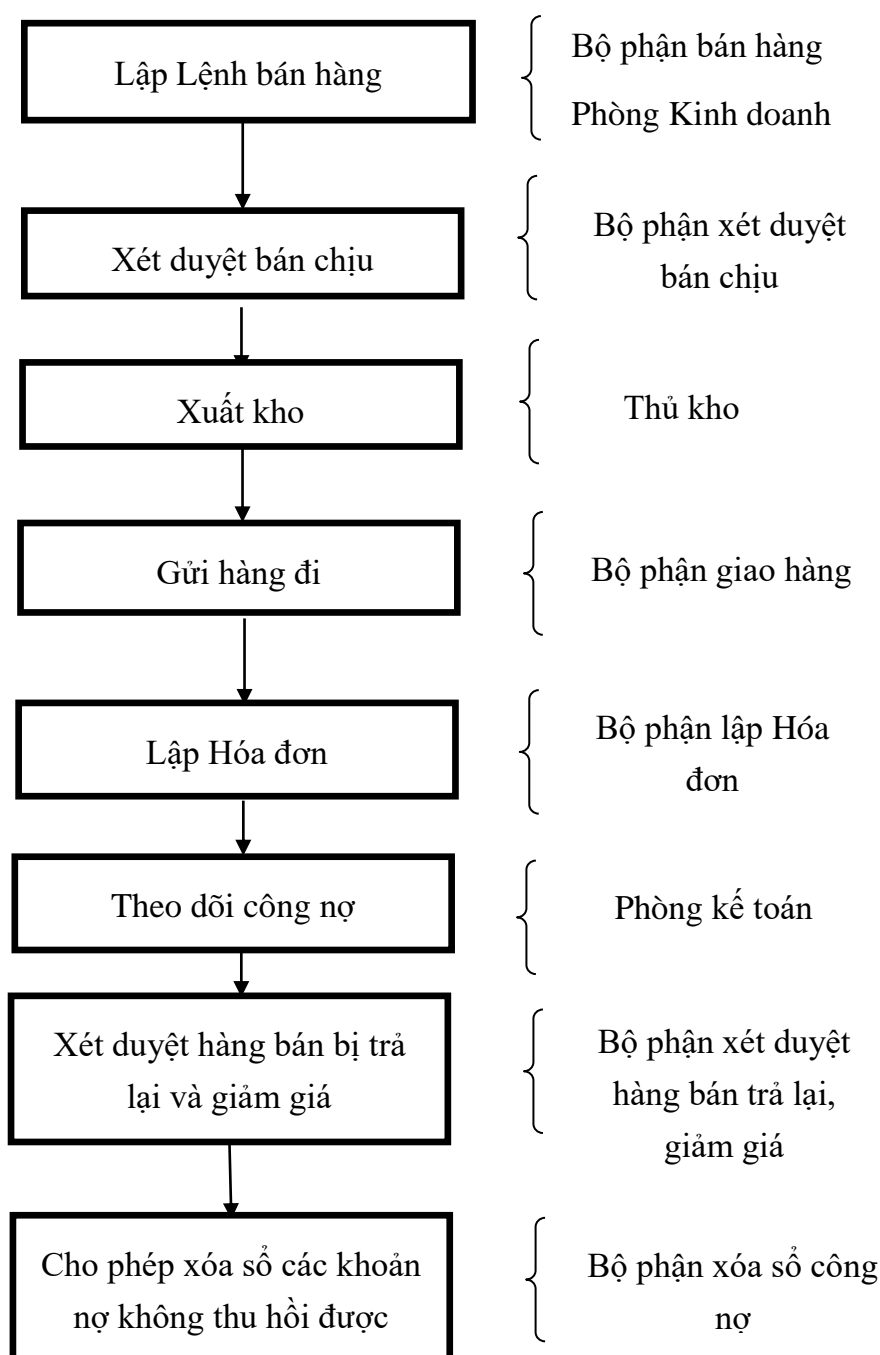 Lập Lệnh bán hàng
Bộ phận bán hàng
Phòng Kinh doanh
Xét duyệt bán chịu
Bộ phận xét duyệt
bán chịu
Xuất kho
Thủ kho
Gửi hàng đi
Bộ phận giao hàng
Lập Hóa đơn
Bộ phận lập Hóa
đơn
Theo dõi công nợ
Phòng kế toán
Xét duyệt hàng bán bị trả
lại và giảm giá
Bộ phận xét duyệt
hàng bán trả lại,
giảm giá
Cho phép xóa sổ các khoản
nợ không thu hồi được
Bộ phận xóa sổ công
nợ